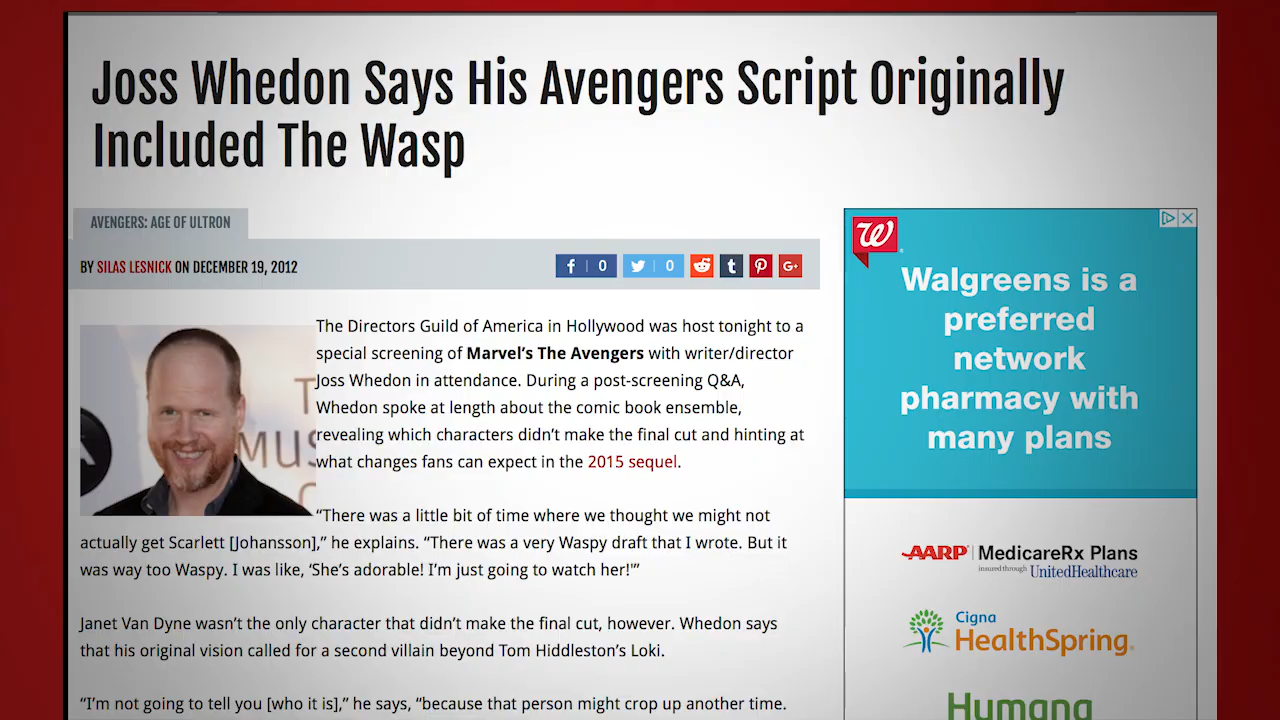 Joss Whedon Says His Avengers Script Originally
Included The Wasp
AVENGERS: AGE OF ULTRON
BY SILAS LESNICK ON DECEMBER 19, 2012
f 0
0
t
G+
The Directors Guild of America in Hollywood was host tonight to a
special screening of Marvel's The Avengers with writer/director
Joss Whedon in attendance. During a post-screening Q&A,
Whedon spoke at length about the comic book ensemble,
revealing which characters didn't make the final cut and hinting at
what changes fans can expect in the 2015 sequel.
“There was a little bit of time where we thought we might not
actually get Scarlett [Johansson],” he explains. “There was a very Waspy draft that I wrote. But it
was way too Waspy. I was like, ‘She's adorable! I'm just going to watch her!'”
Janet Van Dyne wasn't the only character that didn't make the final cut, however. Whedon says
that his original vision called for a second villain beyond Tom Hiddleston's Loki.
“I'm not going to tell you [who it is],” he says, “because that person might crop up another time.
W
Walgreens is a
preferred
network
pharmacy with
many plans
AARP MedicareRx Plans
insured through UnitedHealthcare
Cigna
HealthSpring.
Humana